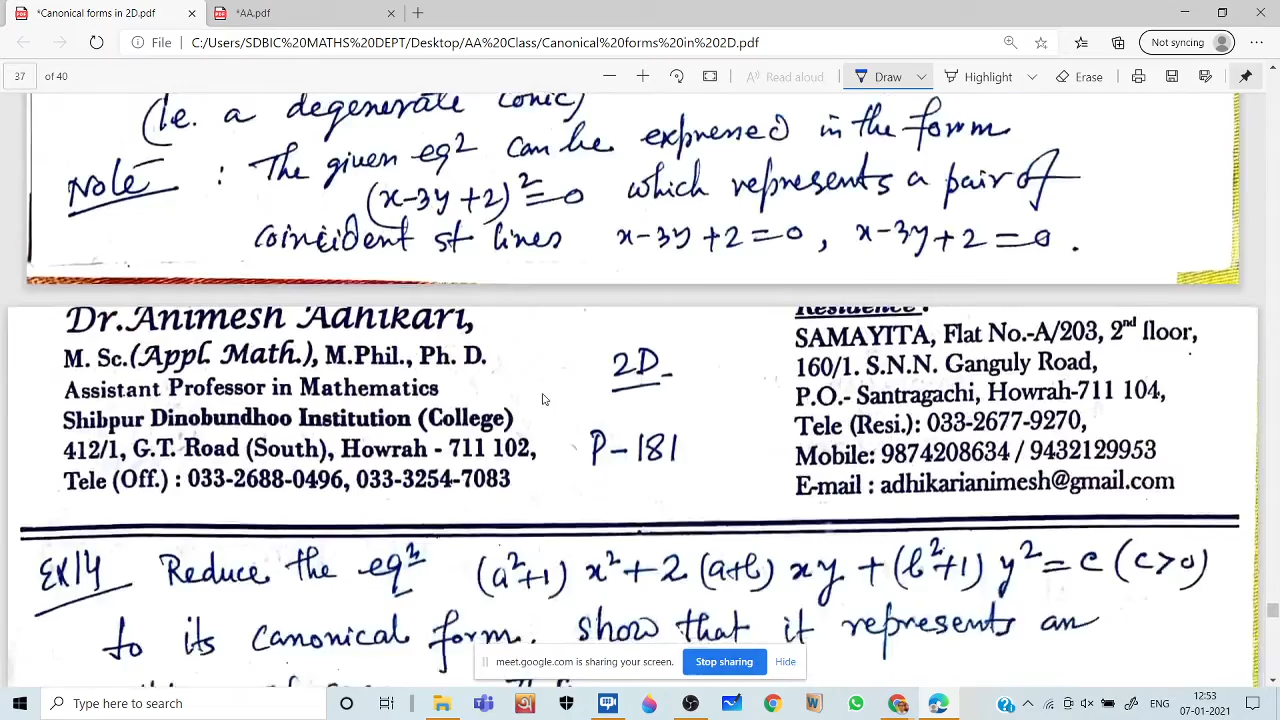 *Canonical forms in 2D.pdf
*AA.pdf
File
C:/Users/SDBIC%20MATHS%20DEPT/Desktop/AA%20Class/Canonical%20forms%20in%202D.pdf
Not syncing
37 of 40
Read aloud
Draw
Highlight
Erase
(Ie. a degenerate conic)
Note : The given eqn can be expressed in the form
(x-3y+2)²=0 which represents a pair of
coincident st lines x-3y+2=0, x-3y+2=0.
Dr.Animesh Adhikari,
M. Sc.(Appl. Math.), M.Phil., Ph. D.
Assistant Professor in Mathematics
Shibpur Dinobundhoo Institution (College)
412/1, G.T. Road (South), Howrah - 711 102,
Tele (Off.) : 033-2688-0496, 033-3254-7083
2D
P-181
Residence :
SAMAYITA, Flat No.-A/203, 2nd floor,
160/1. S.N.N. Ganguly Road,
P.O.- Santragachi, Howrah-711 104,
Tele (Resi.): 033-2677-9270,
Mobile: 9874208634 / 9432129953
E-mail : adhikarianimesh@gmail.com
EX14 Reduce the eqn (a²+1) x²+2 (a+b) xy + (b²+1) y² = c (c>0)
to its canonical form. Show that it represents an
meet.google.com is sharing your screen.
Stop sharing
Hide
Type here to search
ENG
12:53
07-01-2021